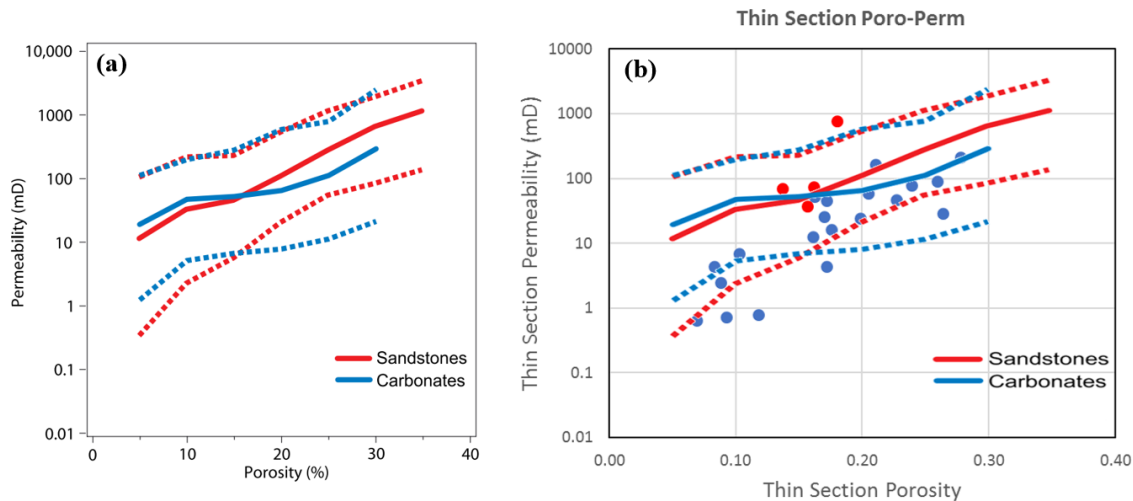 (a)
10,000
1000
100
10
1
0.1
0.01
Permeability (mD)
0
10
20
30
40
Porosity (%)
Sandstones
Carbonates
Thin Section Poro-Perm
(b)
10000
1000
100
10
1
0.1
0.01
Thin Section Permeability (mD)
0.00
0.10
0.20
0.30
0.40
Thin Section Porosity
Sandstones
Carbonates